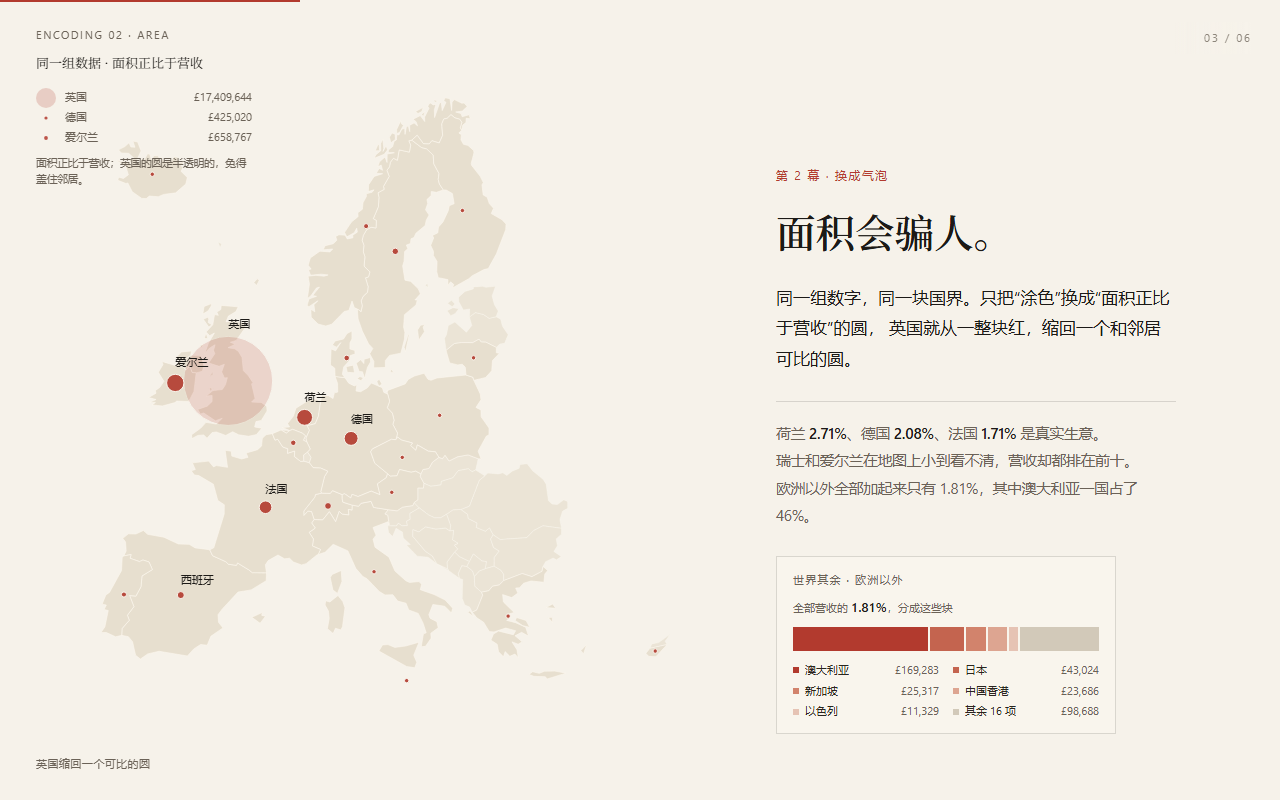 ENCODING 02 · AREA
03 / 06
同一组数据 · 面积正比于营收
英国 £17,409,644
德国 £425,020
爱尔兰 £658,767
面积正比于营收；英国的圆是半透明的，免得
盖住邻居。
英国
爱尔兰
荷兰
德国
法国
西班牙
英国缩回一个可比的圆
第 2 幕 · 换成气泡
面积会骗人。
同一组数字，同一块国界。只把“涂色”换成“面积正比
于营收”的圆， 英国就从一整块红，缩回一个和邻居
可比的圆。
荷兰 2.71%、德国 2.08%、法国 1.71% 是真实生意。
瑞士和爱尔兰在地图上小到看不清，营收却都排在前十。
欧洲以外全部加起来只有 1.81%，其中澳大利亚一国占了
46%。
世界其余 · 欧洲以外
全部营收的 1.81%，分成这些块
澳大利亚 £169,283 日本 £43,024
新加坡 £25,317 中国香港 £23,686
以色列 £11,329 其余 16 项 £98,688